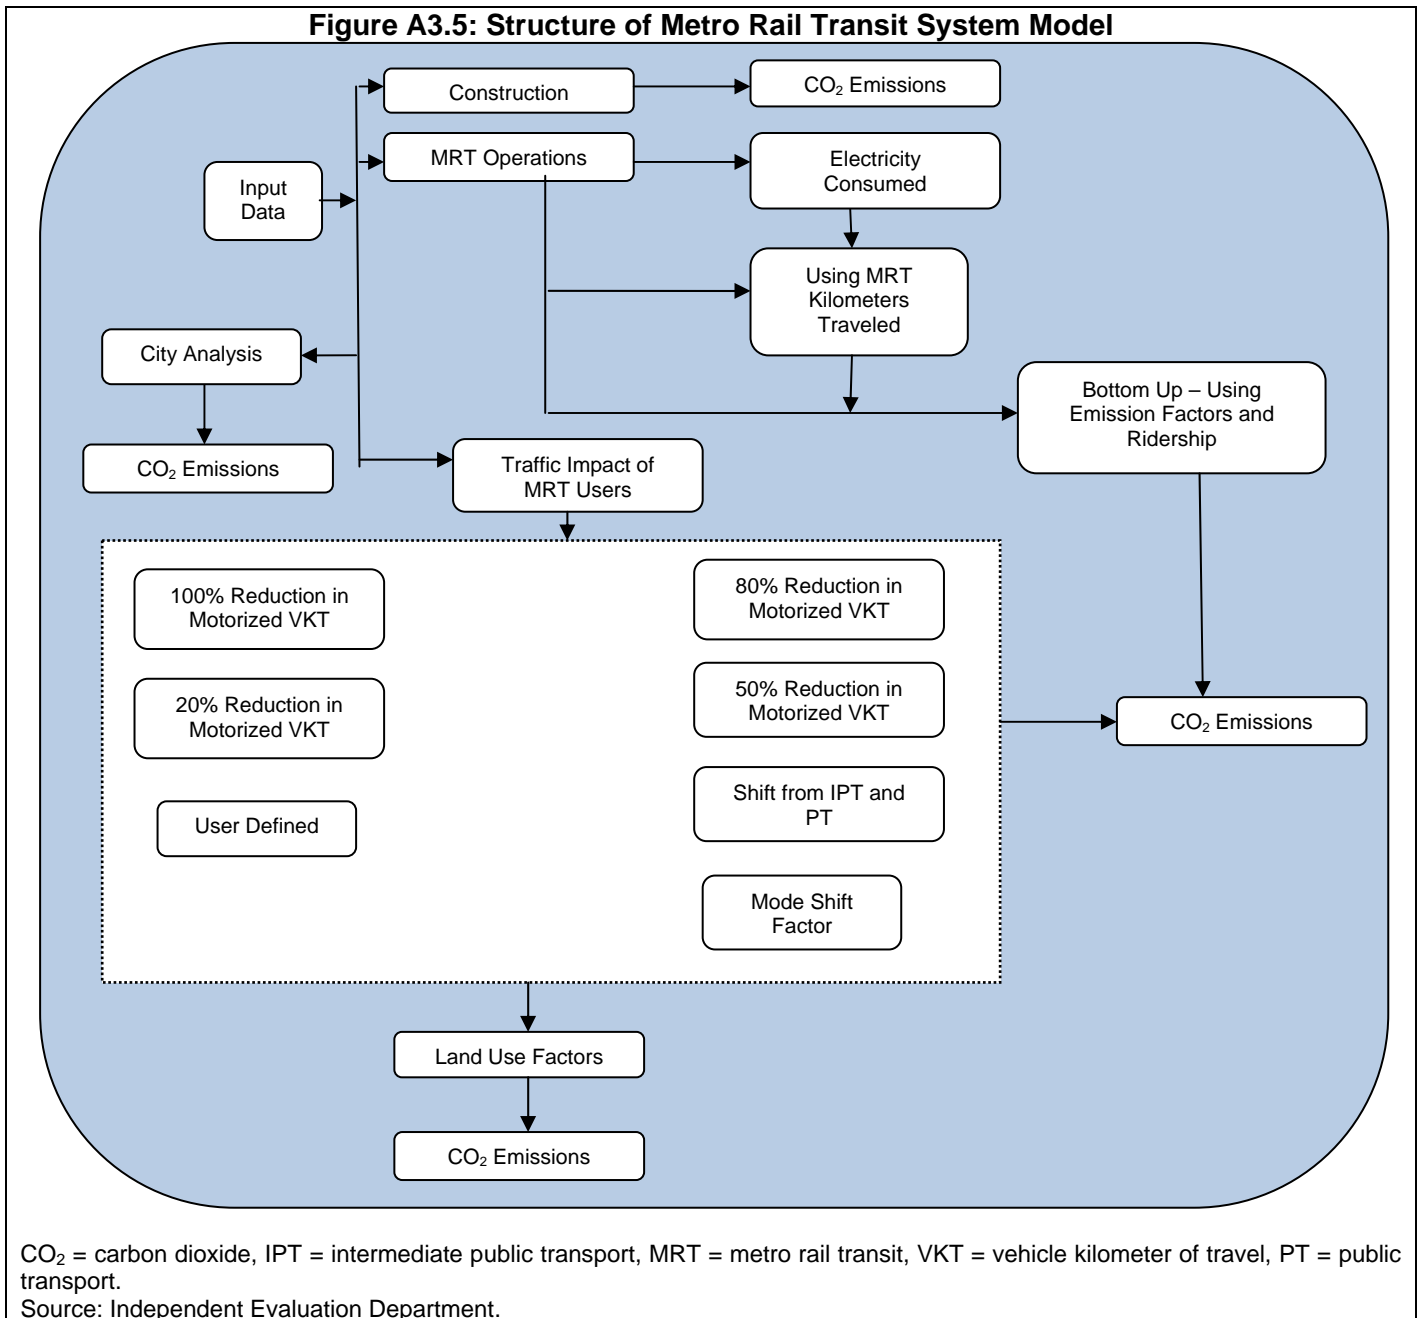 Figure A3.5: Structure of Metro Rail Transit System Model
Construction
CO₂ Emissions
MRT Operations
Electricity
Consumed
Input
Data
Using MRT
Kilometers
Traveled
City Analysis
Bottom Up – Using
Emission Factors and
Ridership
CO₂ Emissions
Traffic Impact of
MRT Users
100% Reduction in
Motorized VKT
80% Reduction in
Motorized VKT
20% Reduction in
Motorized VKT
50% Reduction in
Motorized VKT
CO₂ Emissions
User Defined
Shift from IPT and
PT
Mode Shift
Factor
Land Use Factors
CO₂ Emissions
CO₂ = carbon dioxide, IPT = intermediate public transport, MRT = metro rail transit, VKT = vehicle kilometer of travel, PT = public
transport.
Source: Independent Evaluation Department.